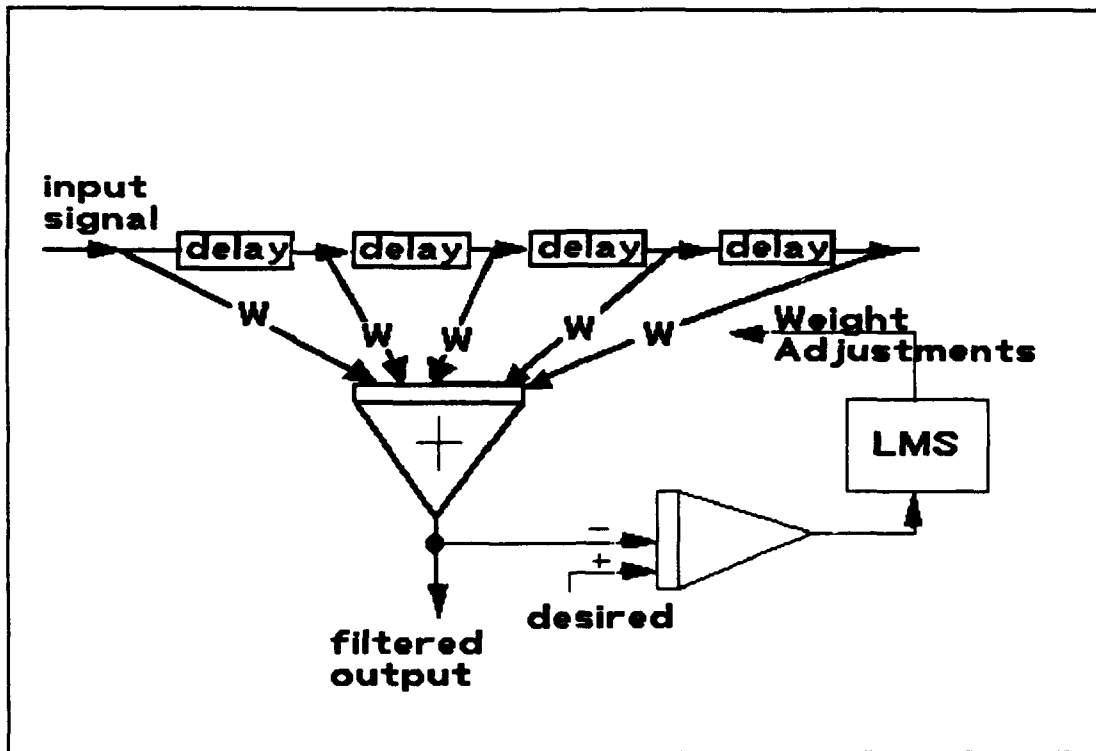 input
signal
delay delay delay delay
W W W W W
Weight
Adjustments
+
LMS
−
+
desired
filtered
output